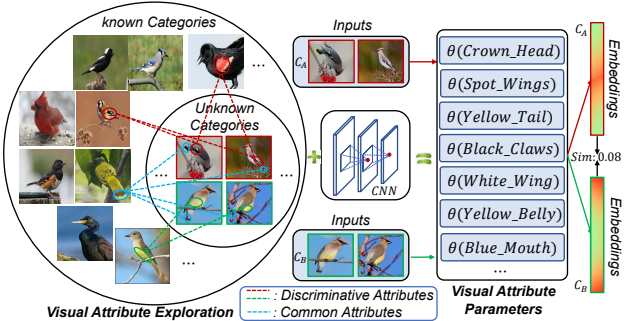 known Categories
...
Unknown
Categories
...
...
...
Visual Attribute Exploration
Inputs
C_A
CNN
Inputs
C_B
: Discriminative Attributes
: Common Attributes
θ(Crown_Head)
θ(Spot_Wings)
θ(Yellow_Tail)
θ(Black_Claws)
θ(White_Wing)
θ(Yellow_Belly)
θ(Blue_Mouth)
...
Visual Attribute
Parameters
C_A
Embeddings
Sim: 0.08
Embeddings
C_B